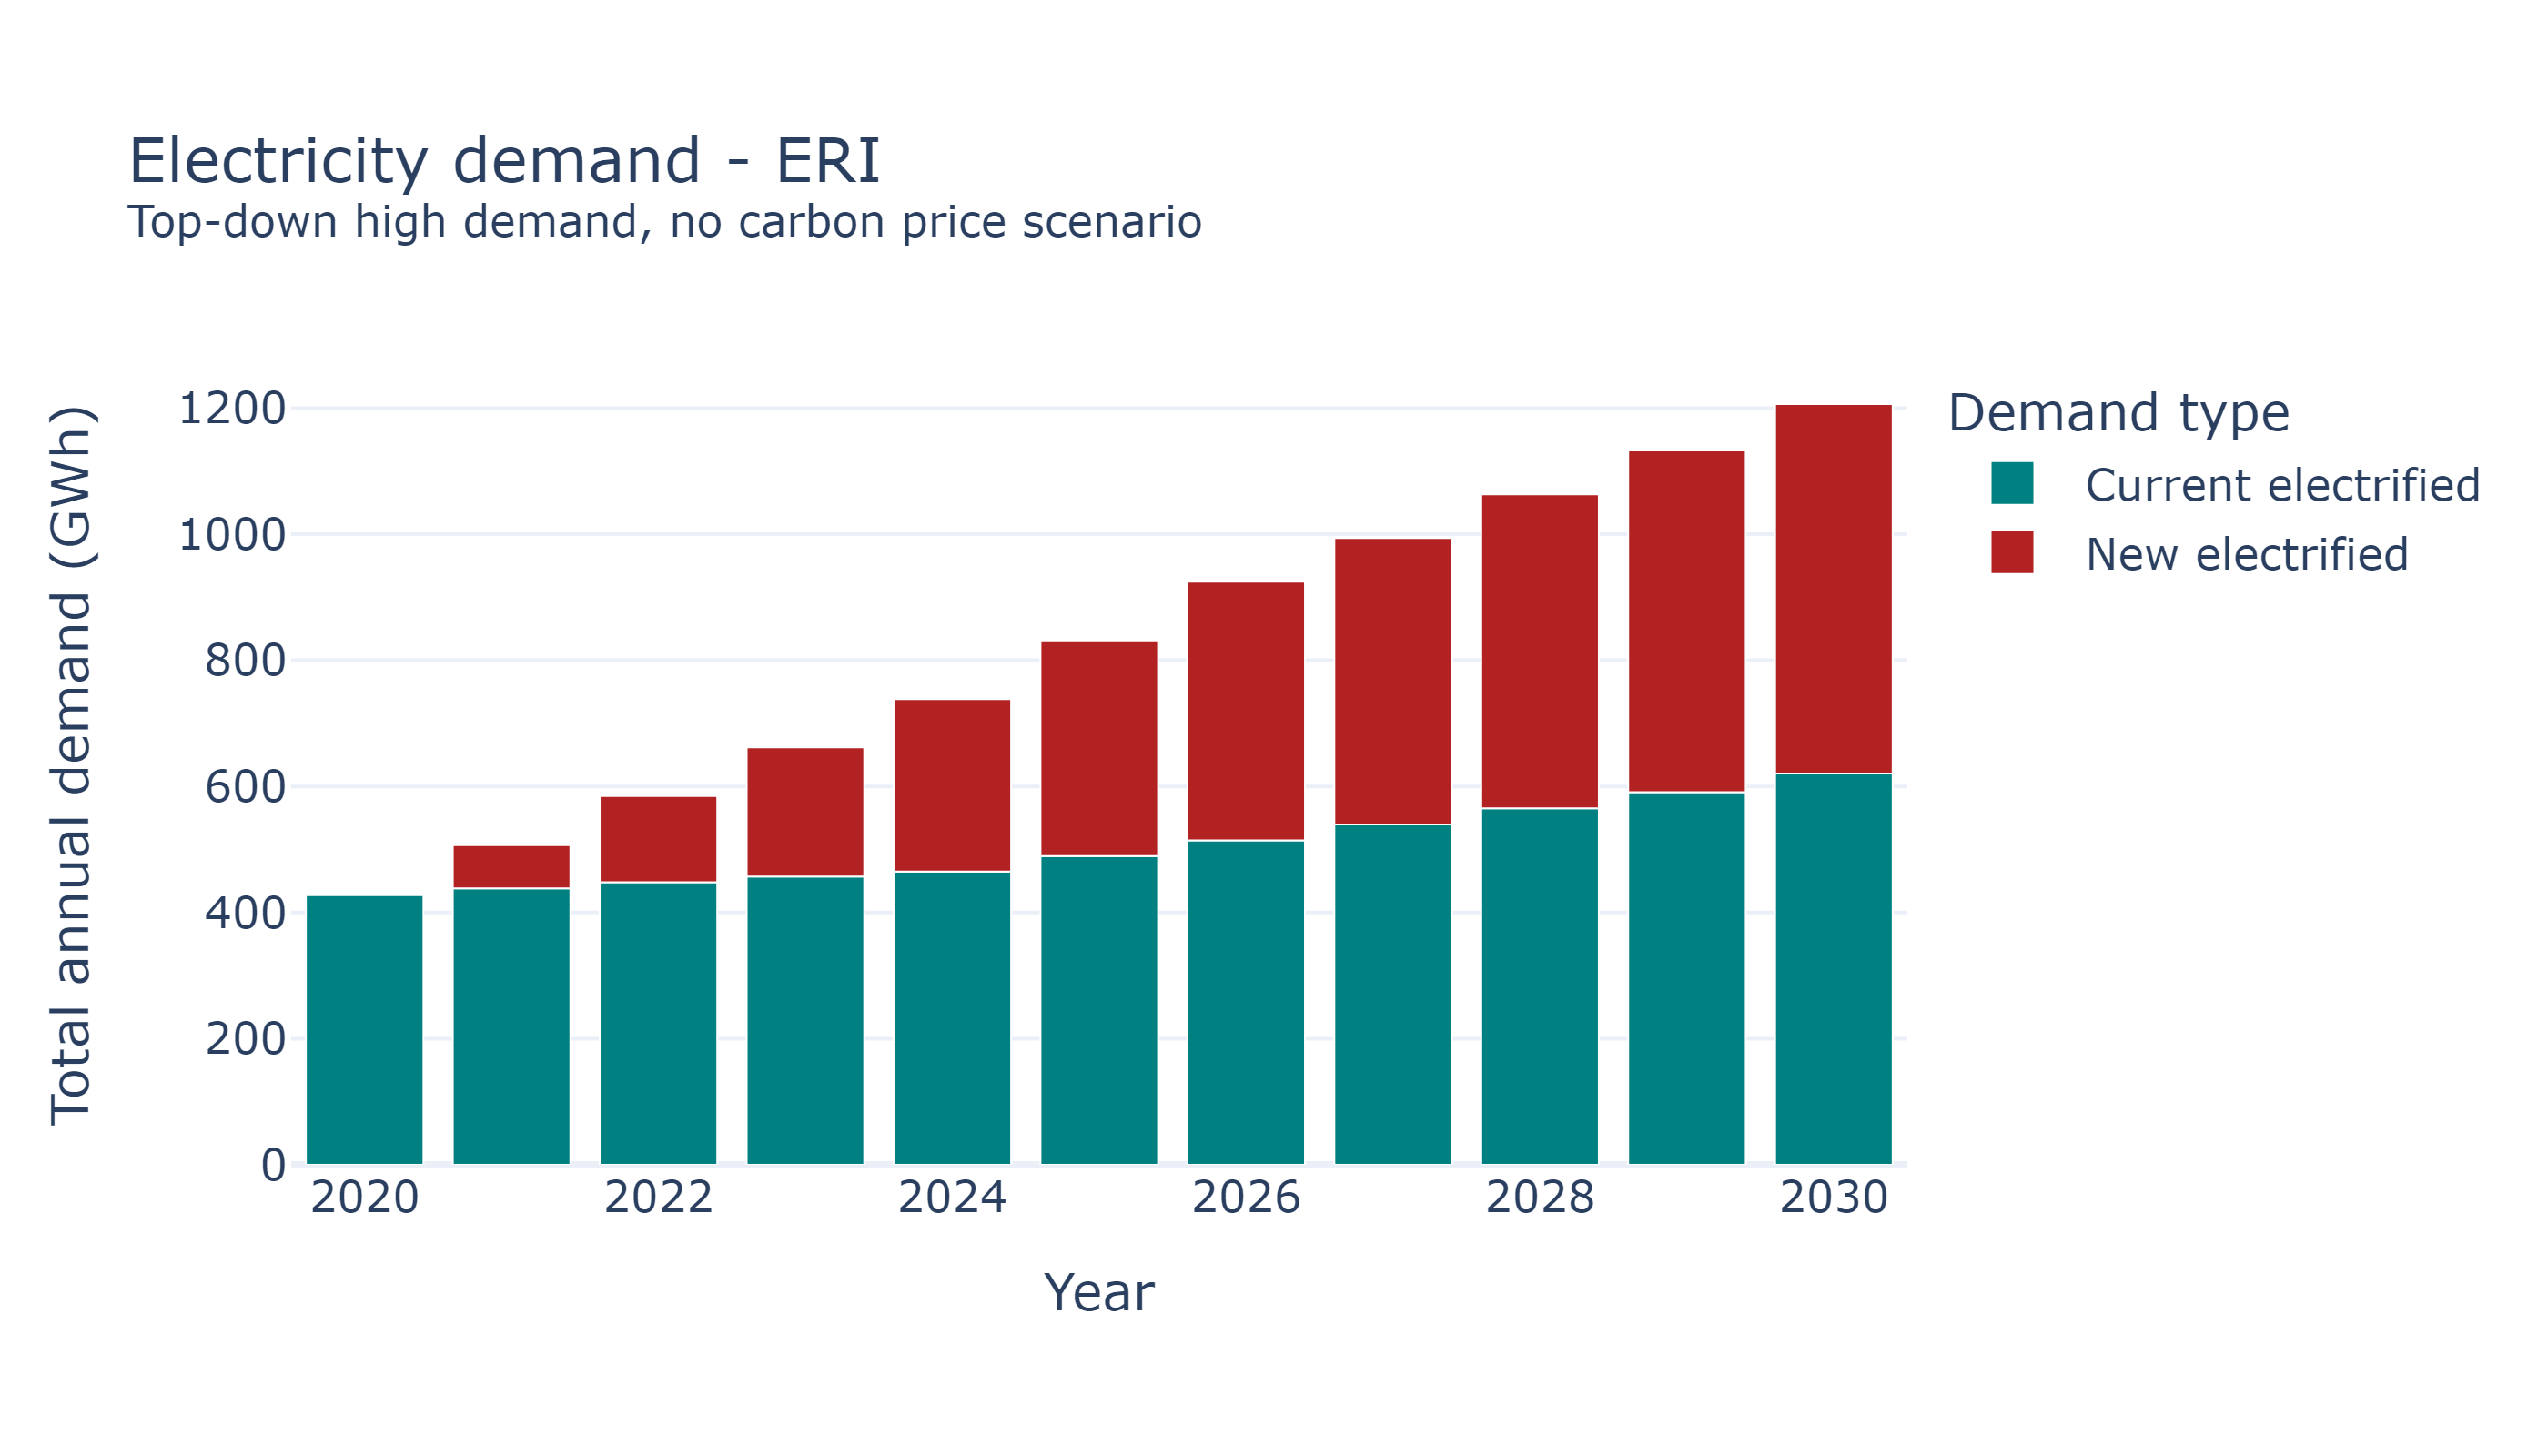 Electricity demand - ERI
Top-down high demand, no carbon price scenario
Total annual demand (GWh)
1200
1000
800
600
400
200
0
2020 2022 2024 2026 2028 2030
Year
Demand type
Current electrified
New electrified